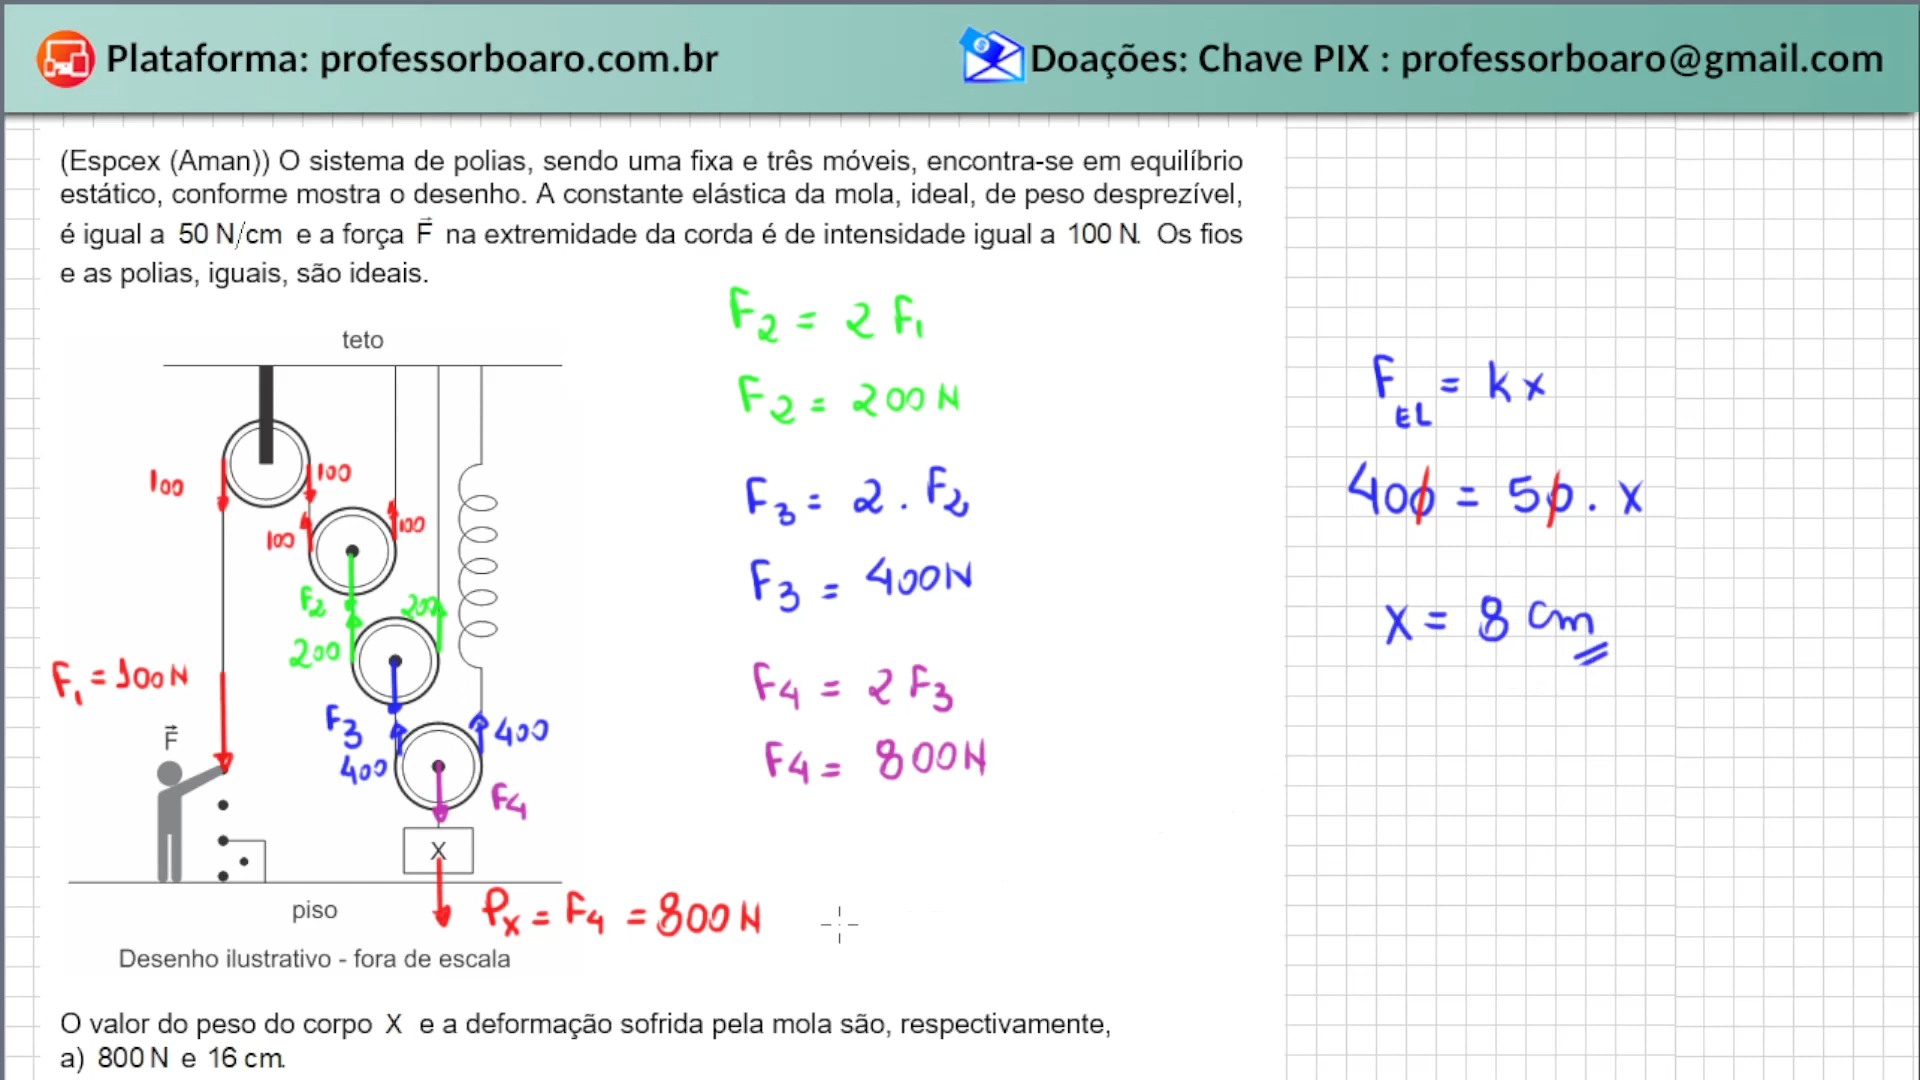 Plataforma: professorboaro.com.br
Doações: Chave PIX : professorboaro@gmail.com
(Espcex (Aman)) O sistema de polias, sendo uma fixa e três móveis, encontra-se em equilíbrio
estático, conforme mostra o desenho. A constante elástica da mola, ideal, de peso desprezível,
é igual a 50 N/cm e a força F⃗ na extremidade da corda é de intensidade igual a 100 N. Os fios
e as polias, iguais, são ideais.
teto
100
100
100
100
F₂
200
200
F₁ = 100 N
F⃗
F₃
400
400
F₄
X
Pₓ = F₄ = 800 N
piso
Desenho ilustrativo - fora de escala
F₂ = 2 F₁
F₂ = 200 N
F₃ = 2 . F₂
F₃ = 400 N
F₄ = 2 F₃
F₄ = 800 N
F_EL = k x
400 = 50 . x
x = 8 cm
O valor do peso do corpo X e a deformação sofrida pela mola são, respectivamente,
a) 800 N e 16 cm.